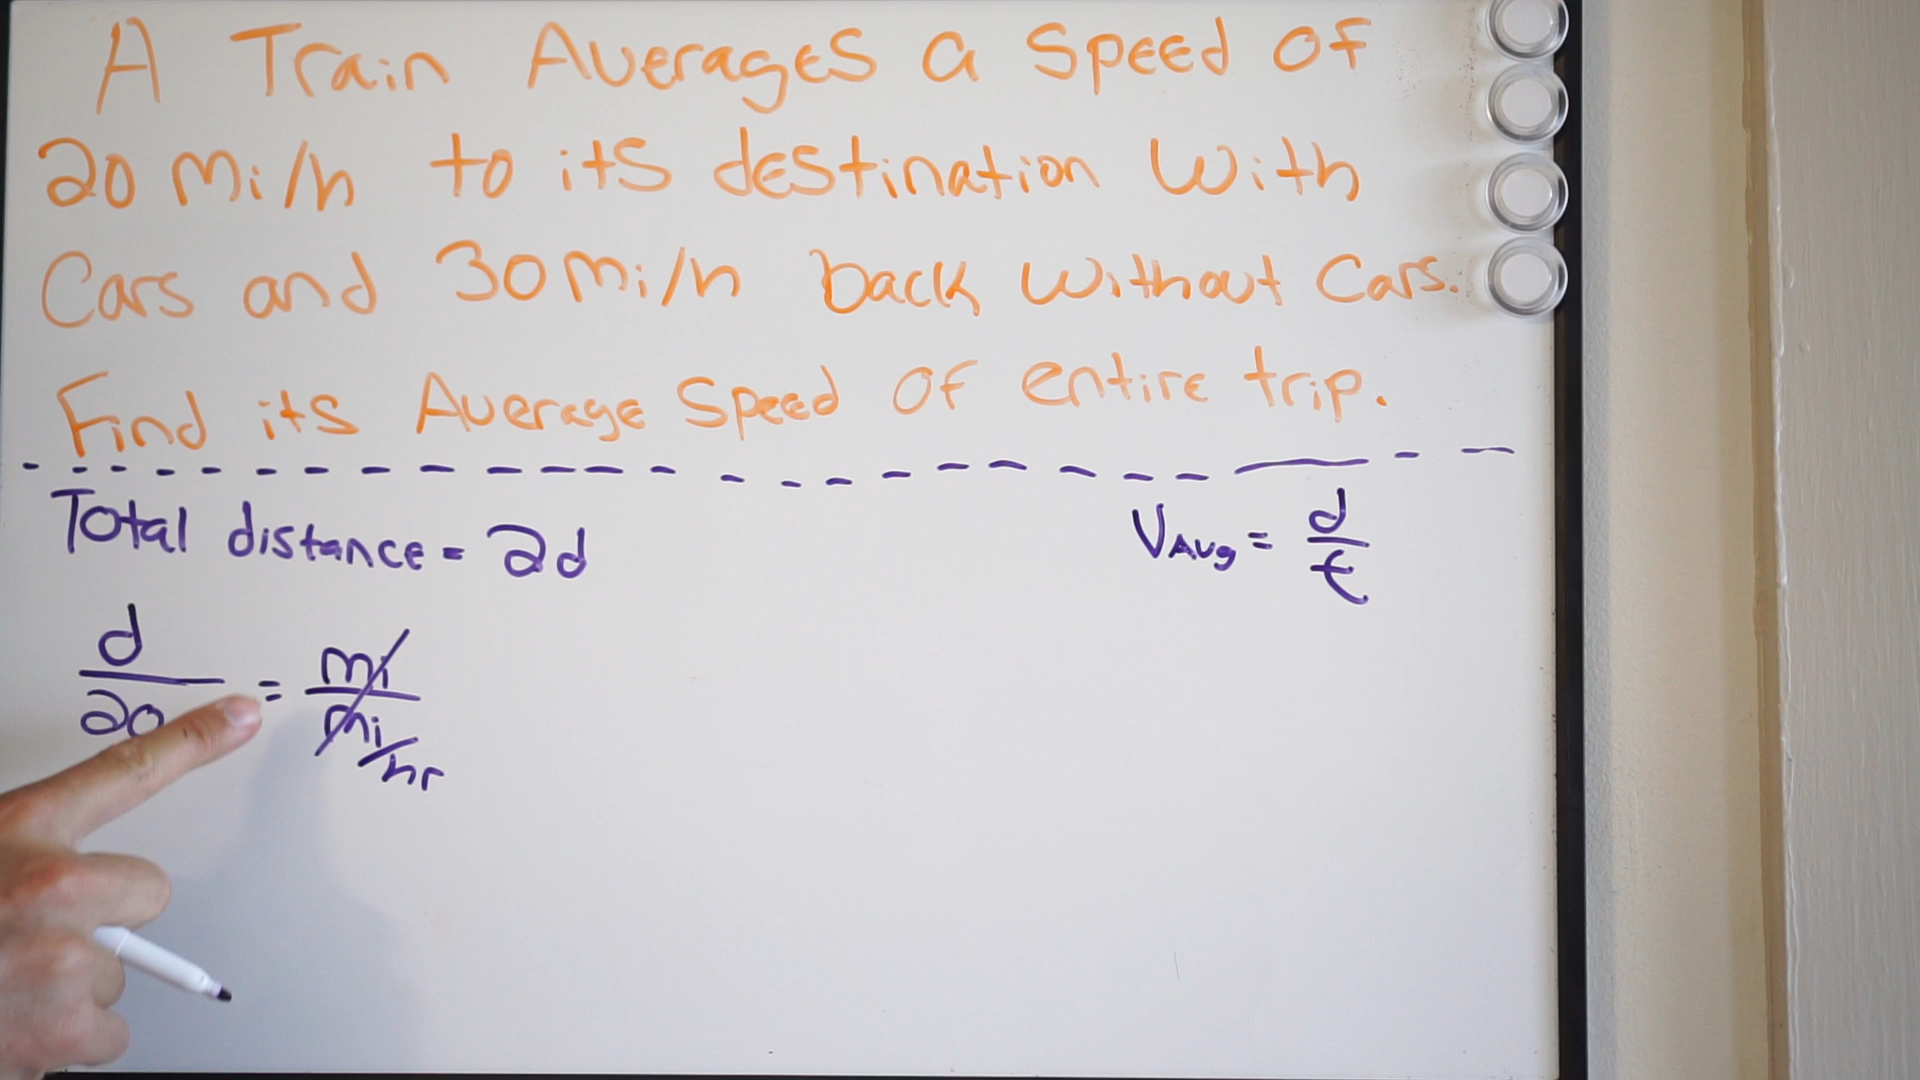 A Train Averages a Speed of
20 mi/h to its destination with
Cars and 30 mi/h back without Cars.
Find its Average Speed of entire trip.
Total distance = 2d
V Avg = d/t
d/20 = mi/mi/hr